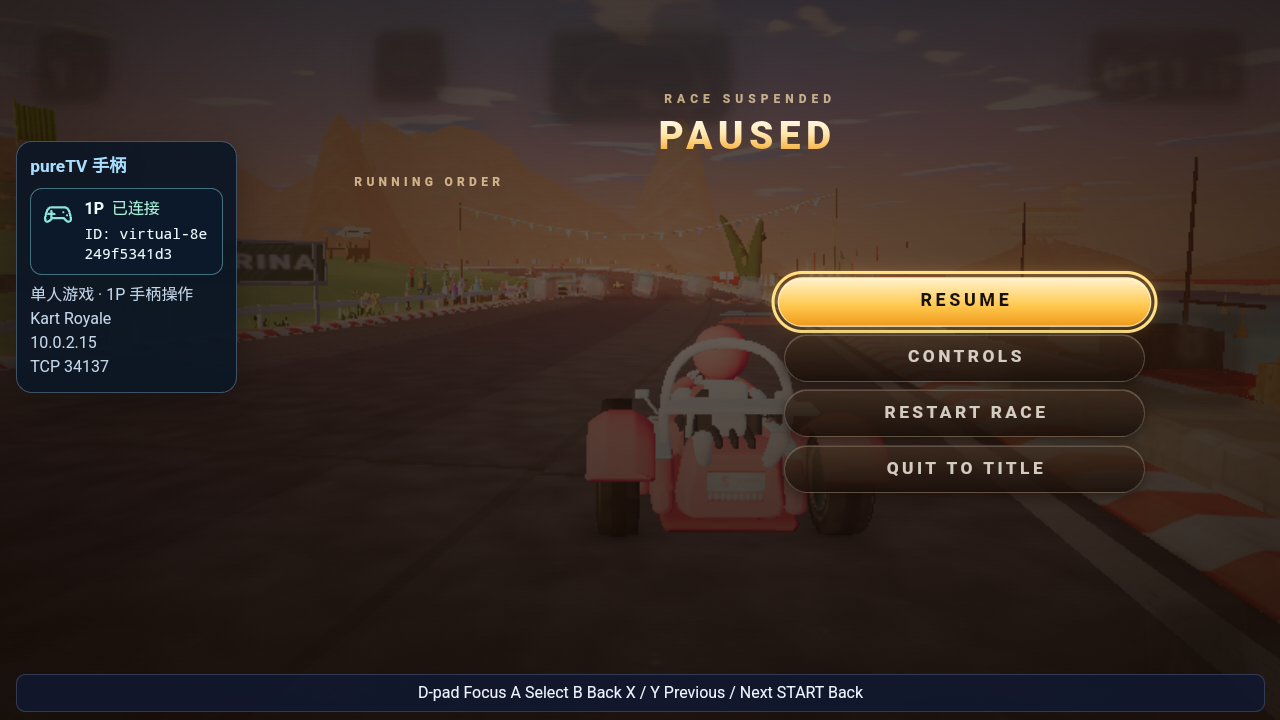 RACE SUSPENDED
PAUSED
RUNNING ORDER
pureTV 手柄
1P 已连接
ID: virtual-8e
249f5341d3
单人游戏 · 1P 手柄操作
Kart Royale
10.0.2.15
TCP 34137
RINA
RESUME
CONTROLS
RESTART RACE
QUIT TO TITLE
D-pad Focus A Select B Back X / Y Previous / Next START Back